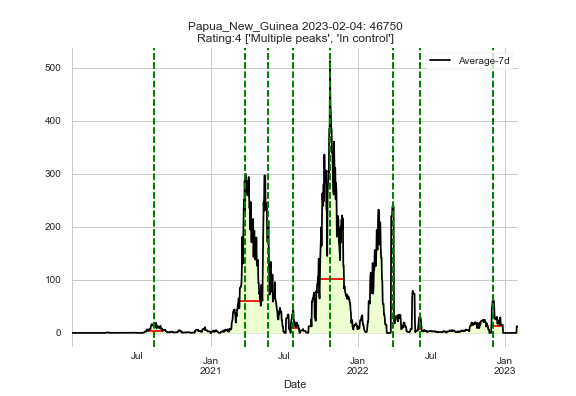 Papua_New_Guinea 2023-02-04: 46750
Rating:4 ['Multiple peaks', 'In control']
Average-7d
500
400
300
200
100
0
Jul
Jan
2021
Jul
Jan
2022
Jul
Jan
2023
Date